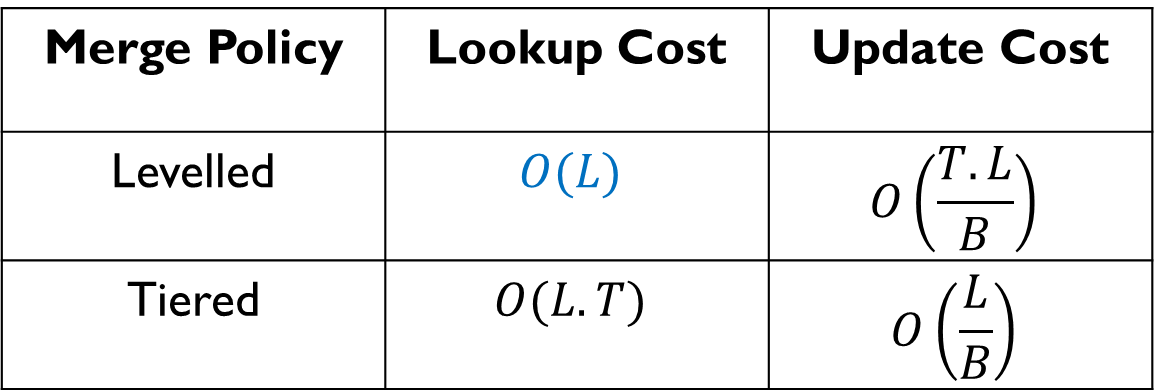 Merge Policy Lookup Cost Update Cost
Levelled O(L) O(T.L/B)
Tiered O(L.T) O(L/B)